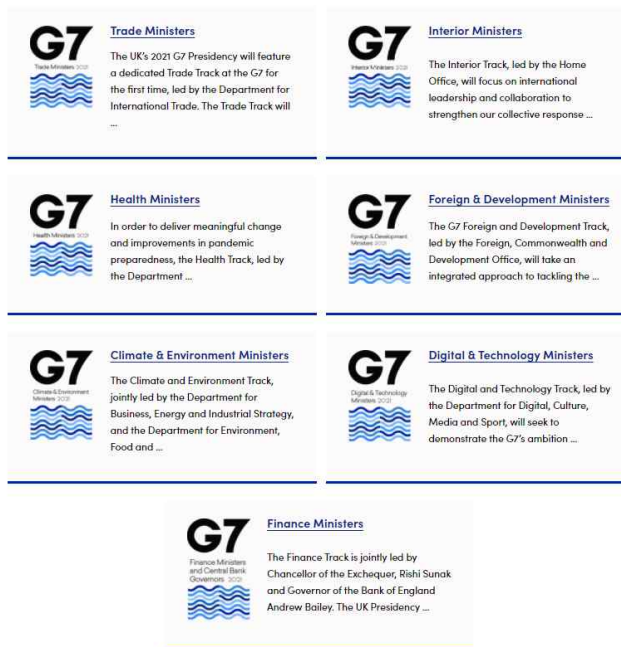 G7
Trade Ministers 2021
Trade Ministers
The UK's 2021 G7 Presidency will feature
a dedicated Trade Track at the G7 for
the first time, led by the Department for
International Trade. The Trade Track will
...
G7
Interior Ministers 2021
Interior Ministers
The Interior Track, led by the Home
Office, will focus on international
leadership and collaboration to
strengthen our collective response ...
G7
Health Ministers 2021
Health Ministers
In order to deliver meaningful change
and improvements in pandemic
preparedness, the Health Track, led by
the Department ...
G7
Foreign & Development
Ministers 2021
Foreign & Development Ministers
The G7 Foreign and Development Track,
led by the Foreign, Commonwealth and
Development Office, will take an
integrated approach to tackling the ...
G7
Climate & Environment
Ministers 2021
Climate & Environment Ministers
The Climate and Environment Track,
jointly led by the Department for
Business, Energy and Industrial Strategy,
and the Department for Environment,
Food and ...
G7
Digital & Technology
Ministers 2021
Digital & Technology Ministers
The Digital and Technology Track, led by
the Department for Digital, Culture,
Media and Sport, will seek to
demonstrate the G7's ambition ...
G7
Finance Ministers
and Central Bank
Governors 2021
Finance Ministers
The Finance Track is jointly led by
Chancellor of the Exchequer, Rishi Sunak
and Governor of the Bank of England
Andrew Bailey. The UK Presidency ...